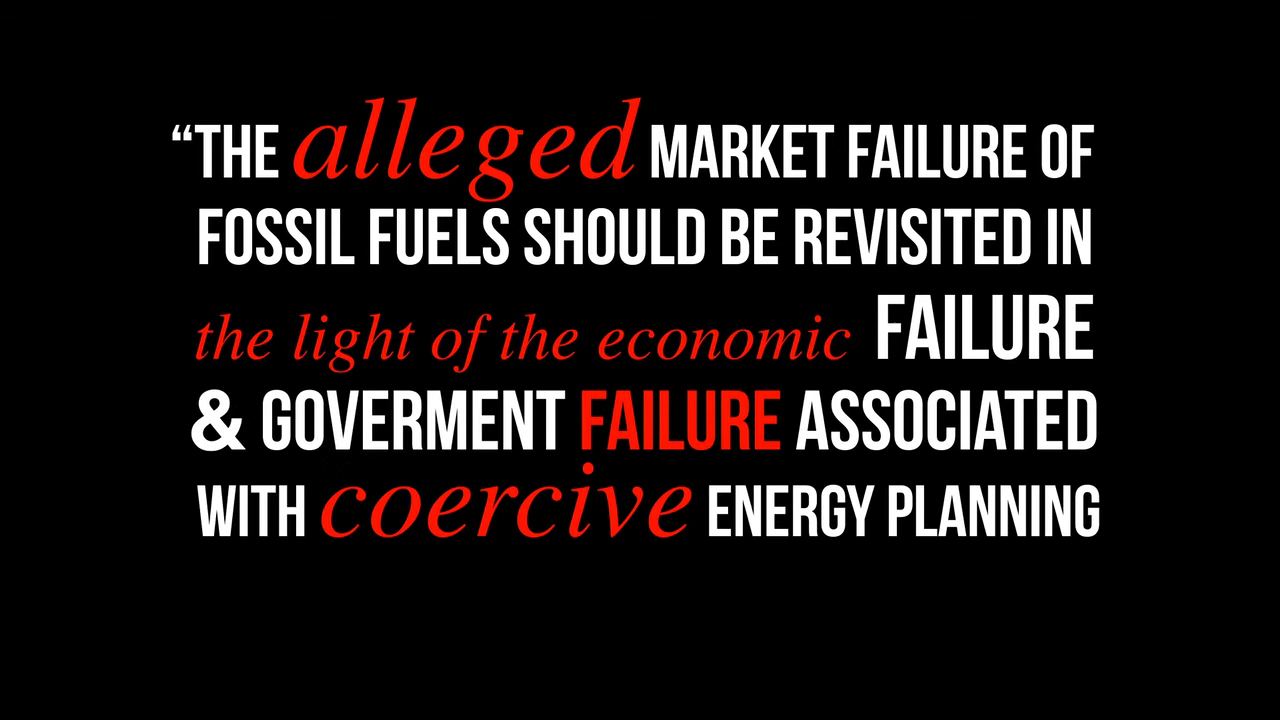 “THE alleged MARKET FAILURE OF
FOSSIL FUELS SHOULD BE REVISITED IN
the light of the economic FAILURE
& GOVERMENT FAILURE ASSOCIATED
WITH coercive ENERGY PLANNING